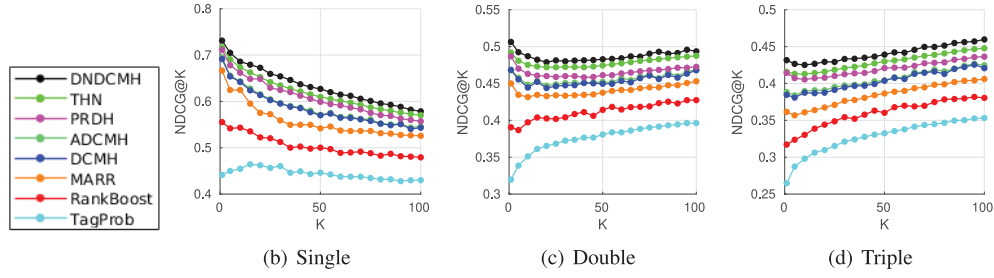 DNDCMH
THN
PRDH
ADCMH
DCMH
MARR
RankBoost
TagProb
0.8
0.7
0.6
0.5
0.4
NDCG@K
0 50 100
K
(b) Single
0.55
0.5
0.45
0.4
0.35
0.3
NDCG@K
0 50 100
K
(c) Double
0.5
0.45
0.4
0.35
0.3
0.25
NDCG@K
0 50 100
K
(d) Triple